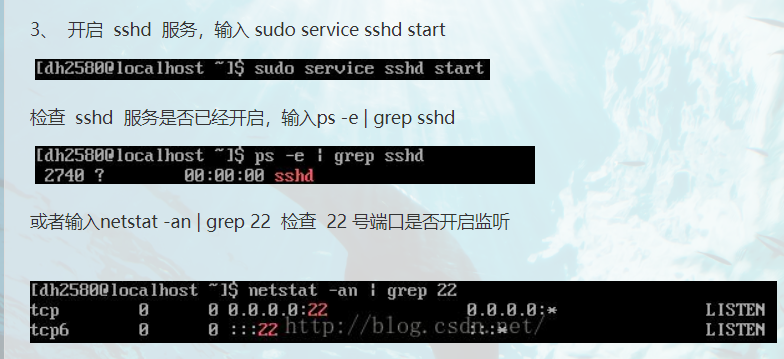 3、 开启 sshd 服务，输入 sudo service sshd start
[dh2580@localhost ~]$ sudo service sshd start
检查 sshd 服务是否已经开启，输入ps -e | grep sshd
[dh2580@localhost ~]$ ps -e | grep sshd
2740 ? 00:00:00 sshd
或者输入netstat -an | grep 22 检查 22 号端口是否开启监听
[dh2580@localhost ~]$ netstat -an | grep 22
tcp 0 0 0.0.0.0:22 0.0.0.0:* LISTEN
tcp6 0 0 :::22 :::* LISTEN
http://blog.csdn.net/